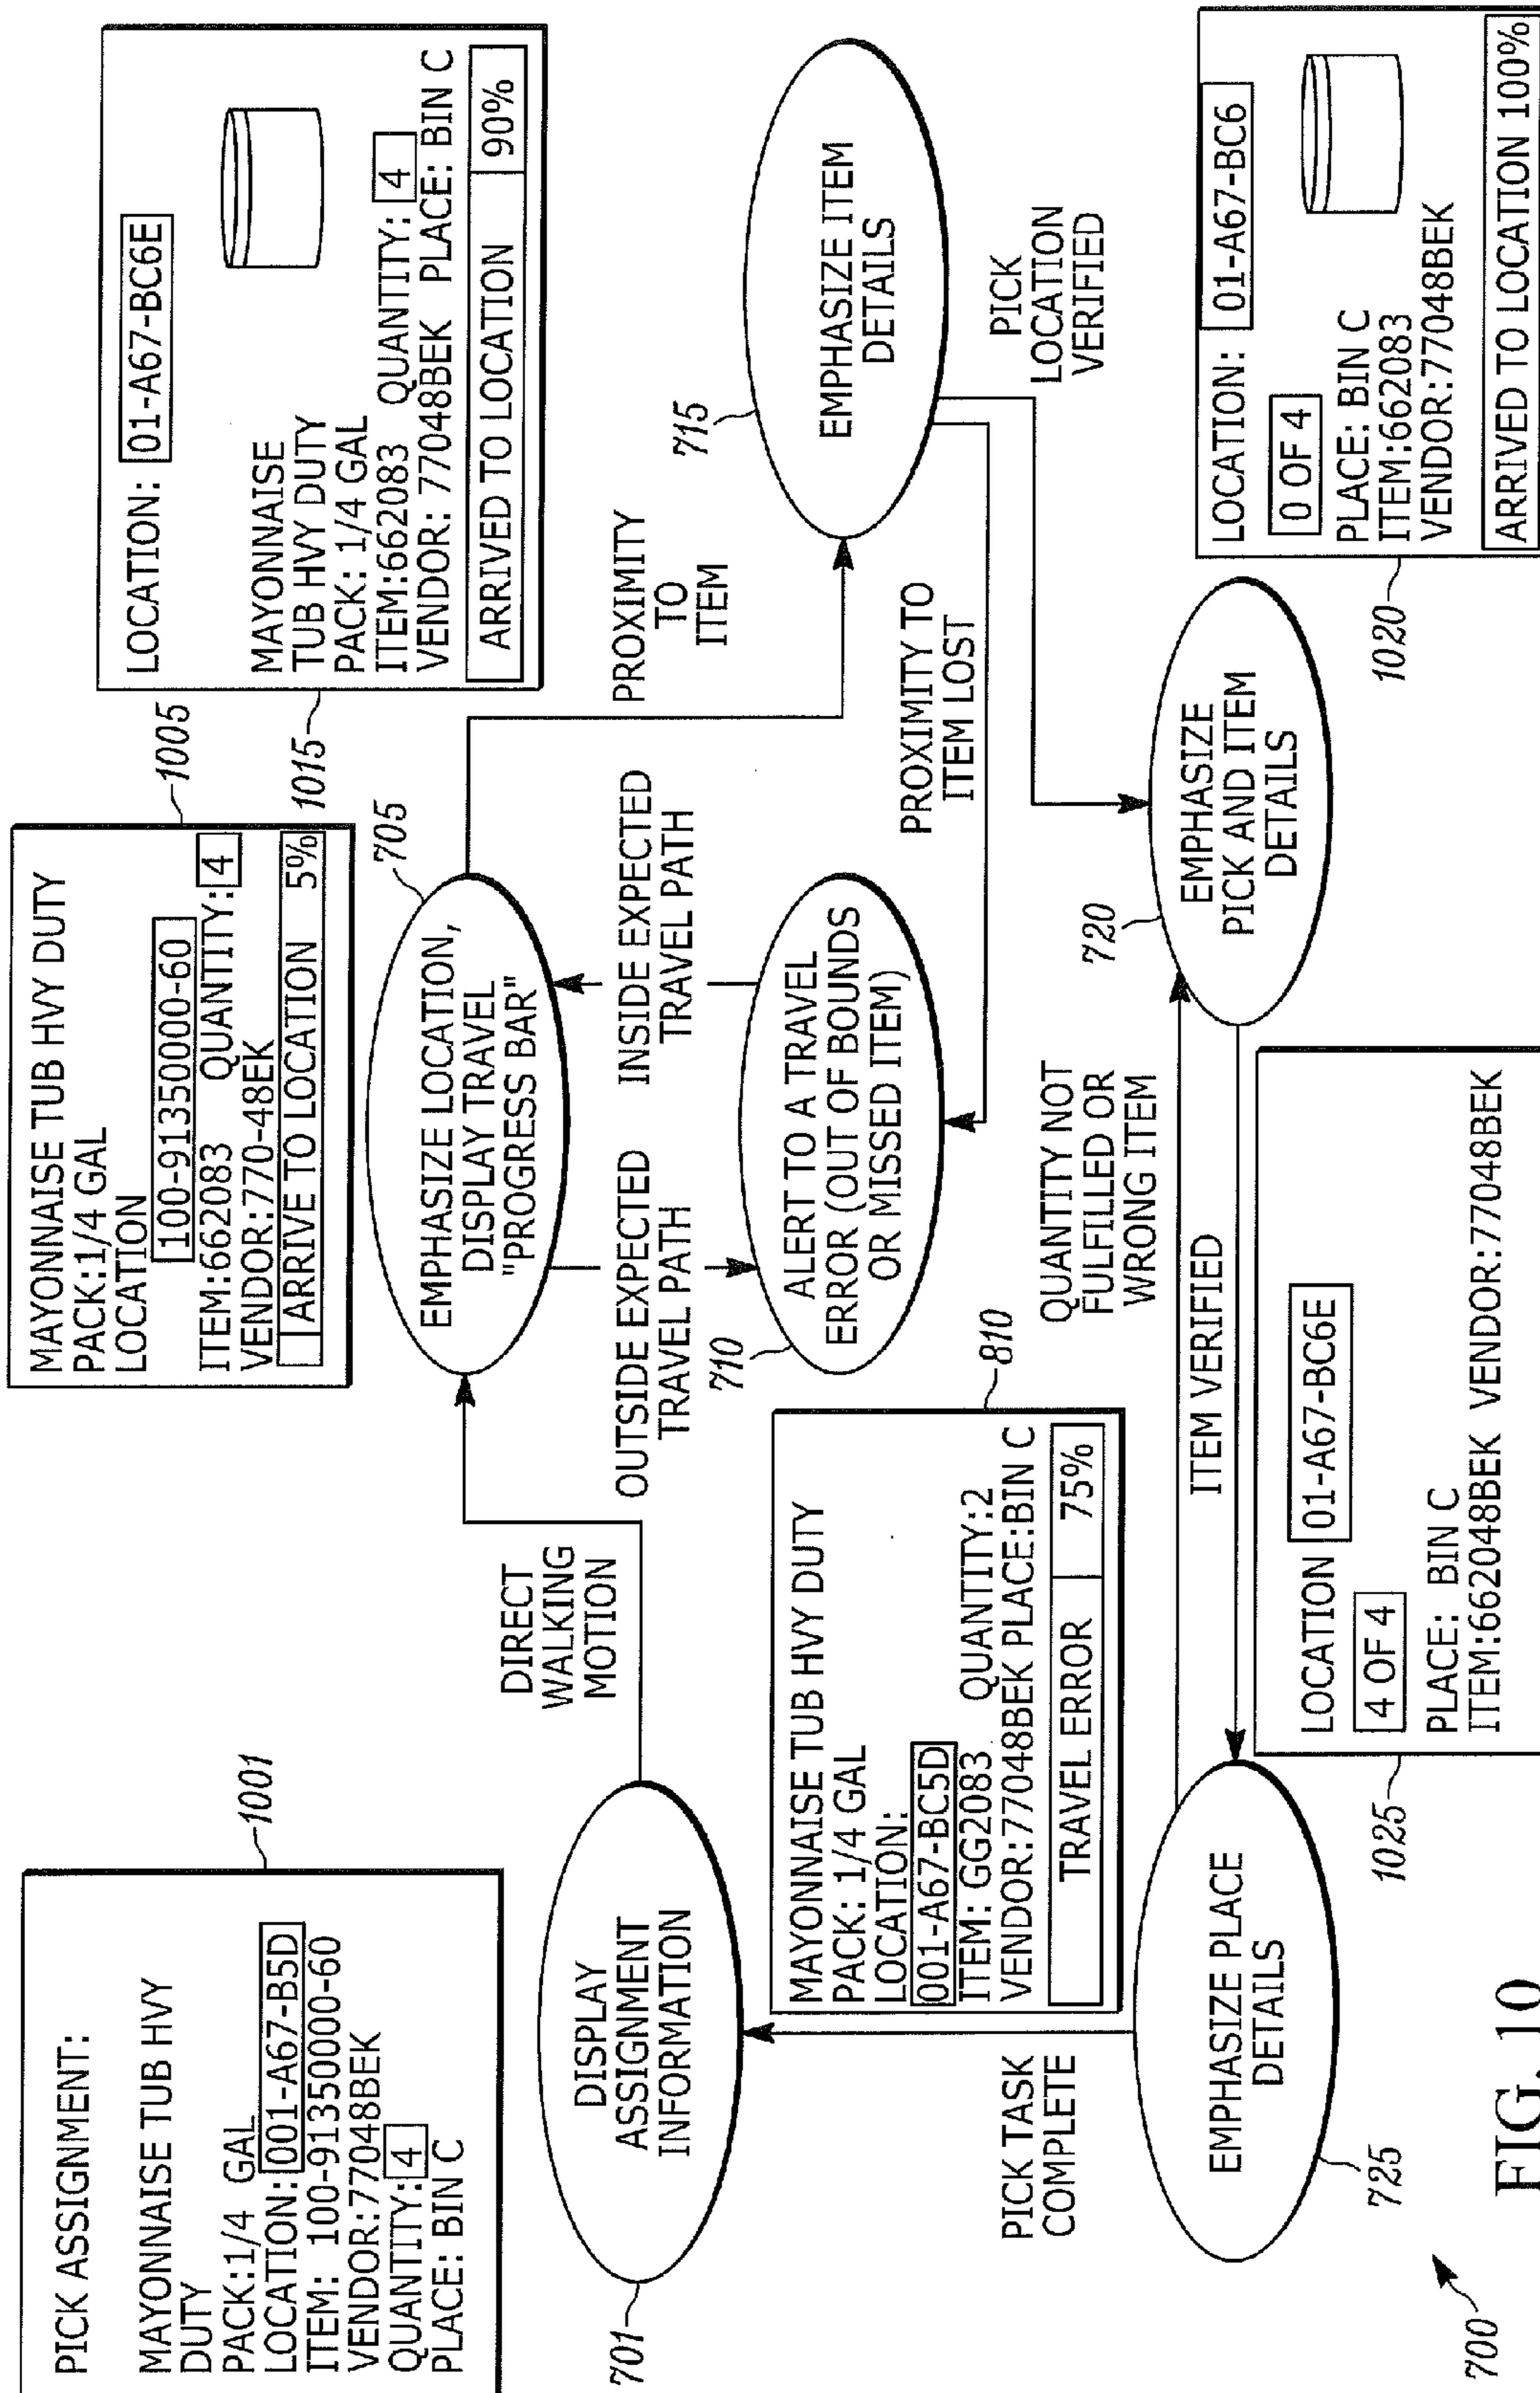 PICK ASSIGNMENT:
MAYONNAISE TUB HVY
DUTY
PACK:1/4 GAL
LOCATION: 001-A67-B5D
ITEM: 100-91350000-60
VENDOR:77048BEK
QUANTITY: 4
PLACE: BIN C
1001
MAYONNAISE TUB HVY DUTY
PACK:1/4 GAL
LOCATION
100-91350000-60
ITEM:662083 QUANTITY: 4
VENDOR:770-48EK
ARRIVE TO LOCATION 5%
1005
LOCATION: 01-A67-BC6E
MAYONNAISE
TUB HVY DUTY
PACK: 1/4 GAL
ITEM:662083 QUANTITY: 4
VENDOR: 77048BEK PLACE: BIN C
ARRIVED TO LOCATION 90%
1015
DISPLAY
ASSIGNMENT
INFORMATION
701
DIRECT
WALKING
MOTION
EMPHASIZE LOCATION,
DISPLAY TRAVEL
"PROGRESS BAR"
705
OUTSIDE EXPECTED
TRAVEL PATH
INSIDE EXPECTED
TRAVEL PATH
PROXIMITY
TO
ITEM
710
ALERT TO A TRAVEL
ERROR (OUT OF BOUNDS
OR MISSED ITEM)
715
EMPHASIZE ITEM
DETAILS
PROXIMITY TO
ITEM LOST
PICK
LOCATION
VERIFIED
MAYONNAISE TUB HVY DUTY
PACK: 1/4 GAL
LOCATION:
001-A67-BC5D
ITEM: GG2083 QUANTITY:2
VENDOR:77048BEK PLACE:BIN C
TRAVEL ERROR 75%
810
PICK TASK
COMPLETE
QUANTITY NOT
FULFILLED OR
WRONG ITEM
ITEM VERIFIED
720
EMPHASIZE
PICK AND ITEM
DETAILS
EMPHASIZE PLACE
DETAILS
725
LOCATION 01-A67-BC6E
4 OF 4
PLACE: BIN C
ITEM:662048BEK VENDOR:77048BEK
1025
LOCATION: 01-A67-BC6
0 OF 4
PLACE: BIN C
ITEM:662083
VENDOR:77048BEK
ARRIVED TO LOCATION 100%
1020
700
FIG. 10